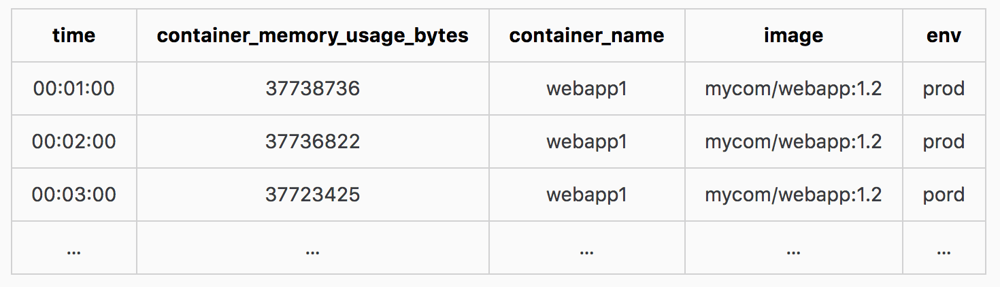 time container_memory_usage_bytes container_name image env
00:01:00 37738736 webapp1 mycom/webapp:1.2 prod
00:02:00 37736822 webapp1 mycom/webapp:1.2 prod
00:03:00 37723425 webapp1 mycom/webapp:1.2 pord
... ... ... ... ...